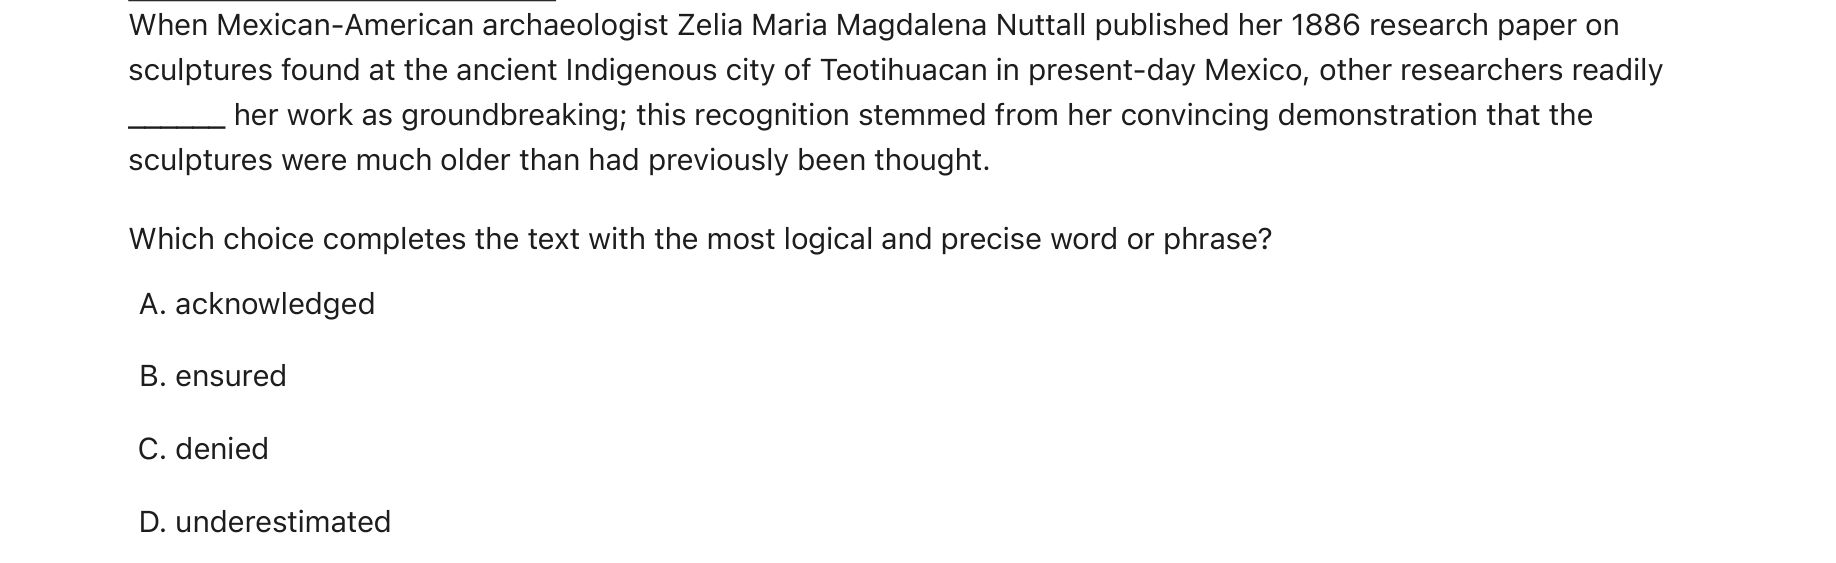 When Mexican-American archaeologist Zelia Maria Magdalena Nuttall published her 1886 research paper on
sculptures found at the ancient Indigenous city of Teotihuacan in present-day Mexico, other researchers readily
______ her work as groundbreaking; this recognition stemmed from her convincing demonstration that the
sculptures were much older than had previously been thought.
Which choice completes the text with the most logical and precise word or phrase?
A. acknowledged
B. ensured
C. denied
D. underestimated